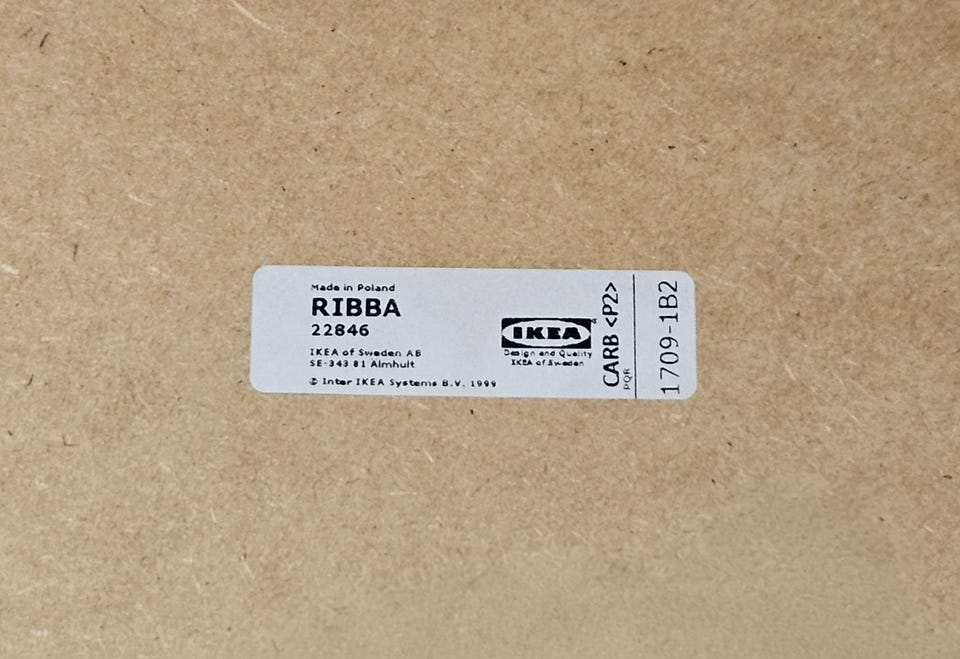 Made in Poland
RIBBA
22846
IKEA of Sweden AB
SE-343 81 Älmhult
© Inter IKEA Systems B.V. 1999
IKEA
Design and Quality
IKEA of Sweden
CARB <P2>
PQR
1709-1B2